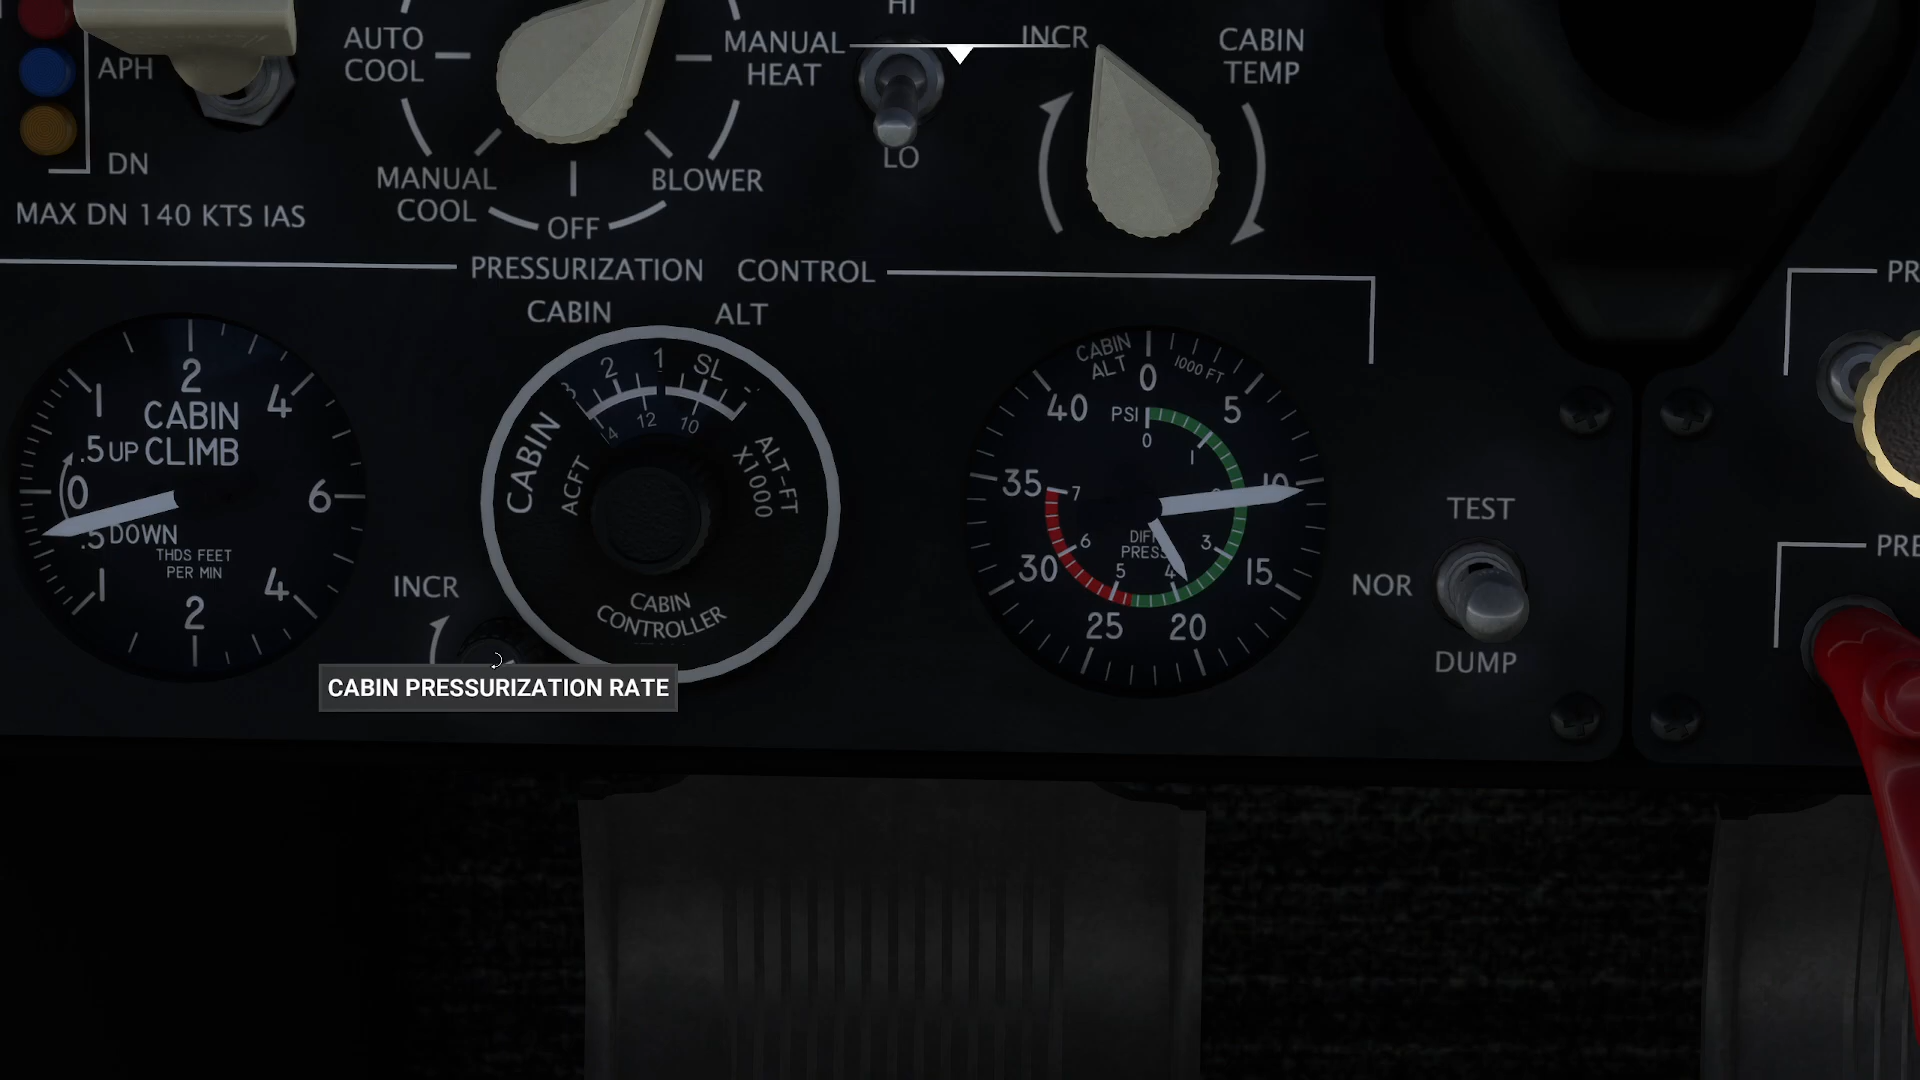 HI
AUTO
COOL
MANUAL
HEAT
INCR
CABIN
TEMP
APH
DN
LO
MANUAL
COOL
BLOWER
MAX DN 140 KTS IAS
OFF
PRESSURIZATION CONTROL
CABIN ALT
PR
2
1
4
CABIN
.5 UP CLIMB
0
6
.5 DOWN
THDS FEET
PER MIN
1
4
2
3 2 1 SL -
14 12 10
CABIN
ALT-FT
X1000
ACFT
CABIN
CONTROLLER
CABIN
ALT
1000 FT
0
40
PSI
5
0
1
35
7
10
DIFF
PRESS
6
3
5
4
30
15
25
20
INCR
TEST
NOR
DUMP
PRE
CABIN PRESSURIZATION RATE